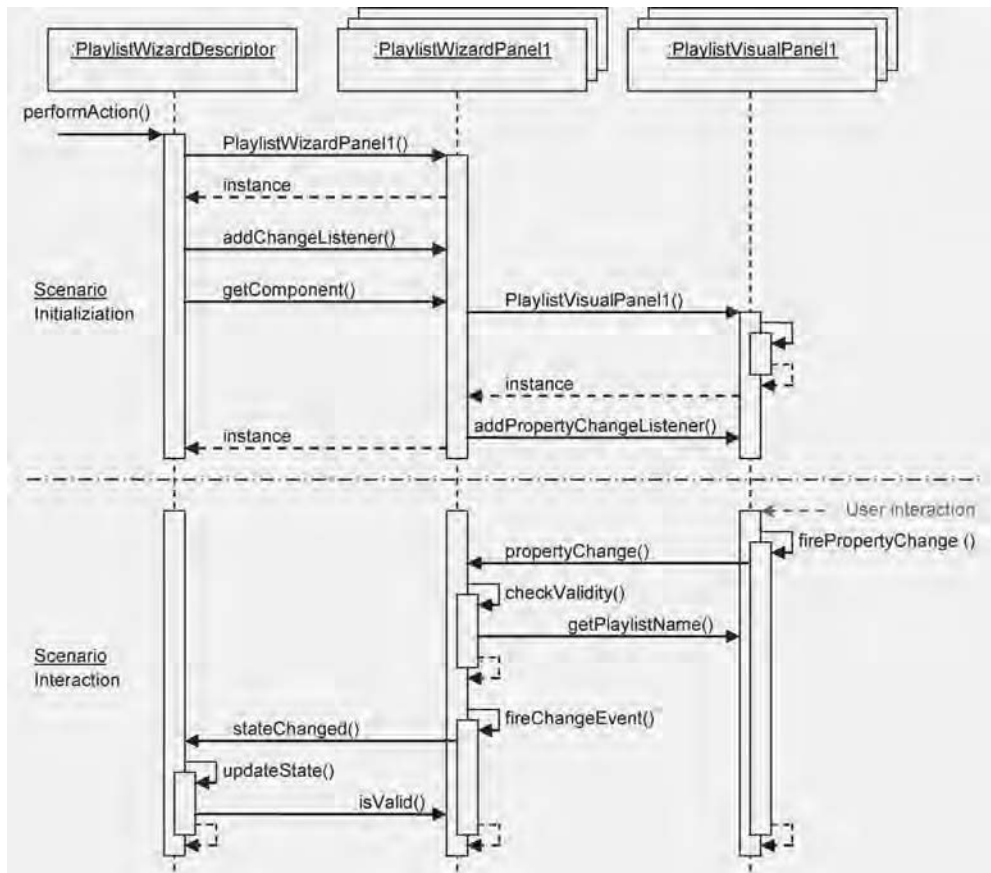 :PlaylistWizardDescriptor
:PlaylistWizardPanel1
:PlaylistVisualPanel1
performAction()
PlaylistWizardPanel1()
instance
addChangeListener()
Scenario
Initializiation
getComponent()
PlaylistVisualPanel1()
instance
addPropertyChangeListener()
instance
User interaction
firePropertyChange ()
propertyChange()
checkValidity()
getPlaylistName()
Scenario
Interaction
fireChangeEvent()
stateChanged()
updateState()
isValid()